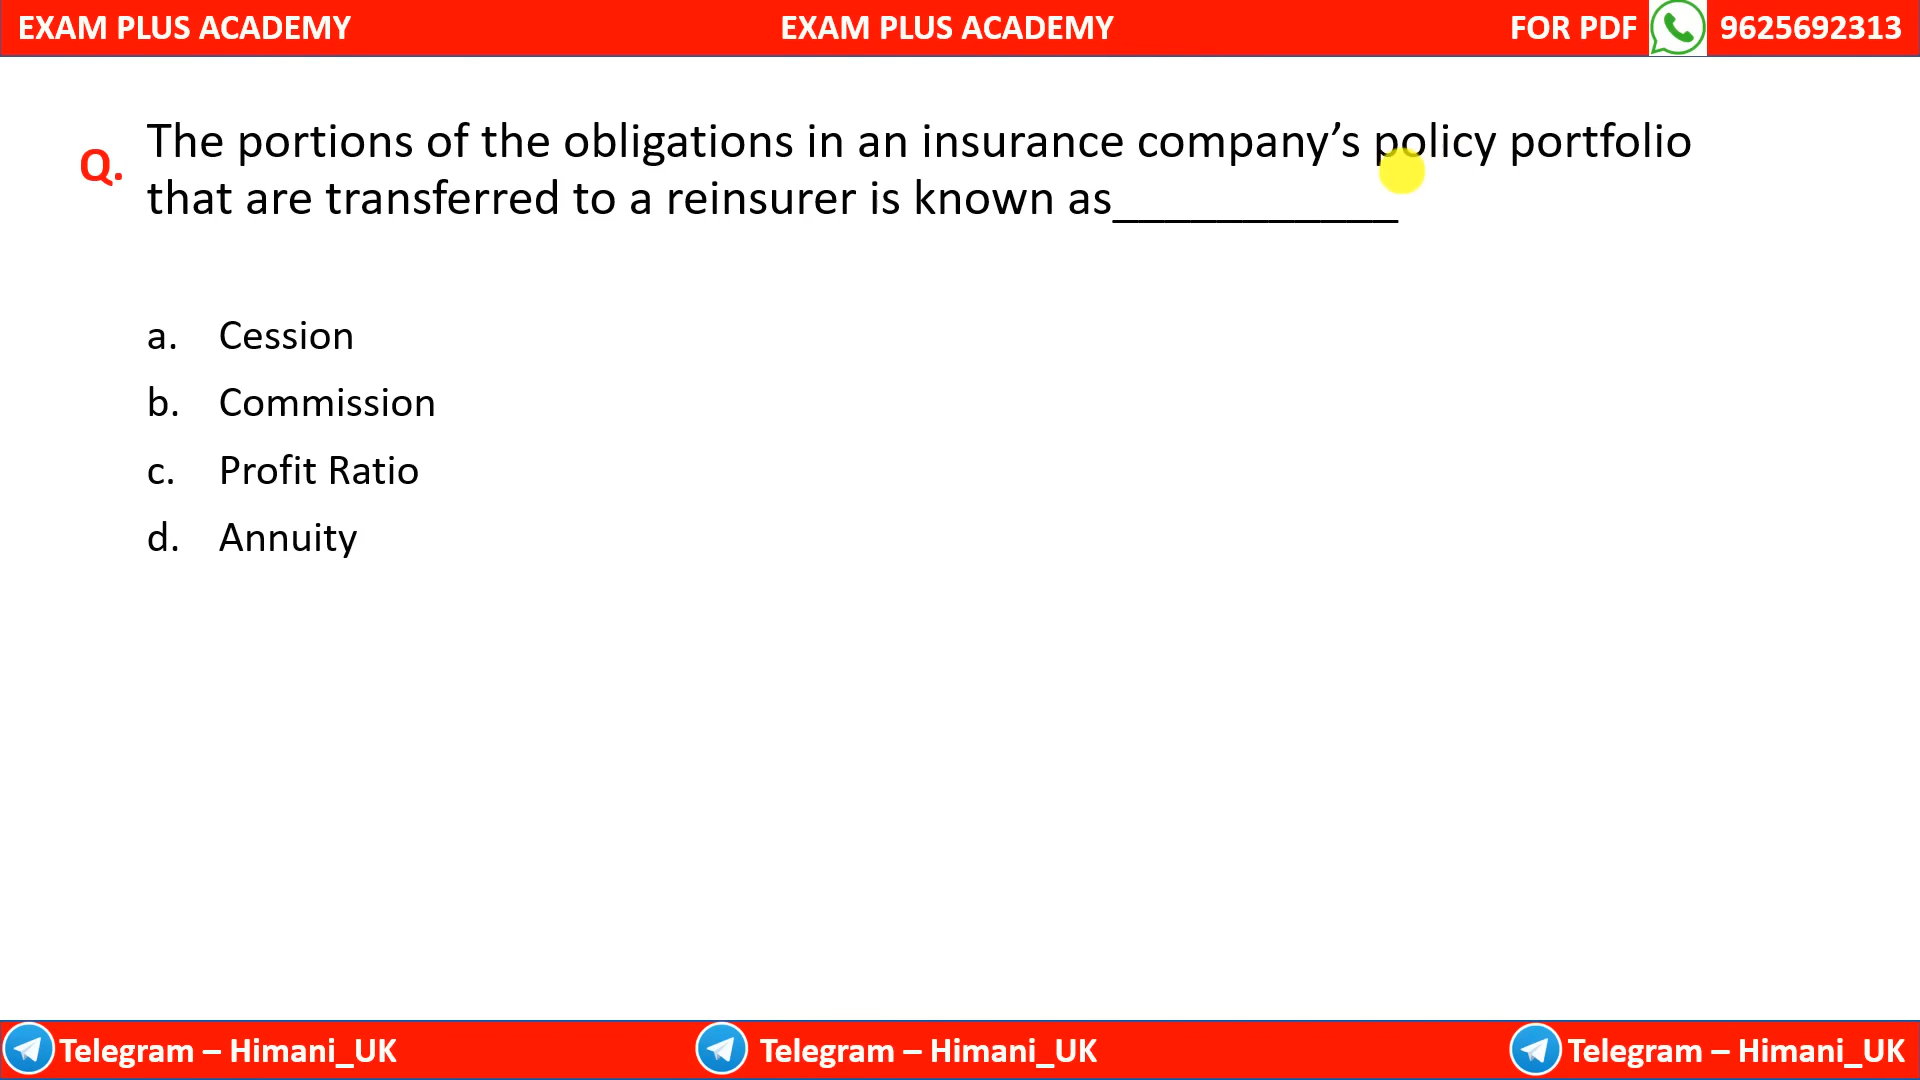 EXAM PLUS ACADEMY EXAM PLUS ACADEMY FOR PDF 9625692313
Q. The portions of the obligations in an insurance company’s policy portfolio
that are transferred to a reinsurer is known as___________
a. Cession
b. Commission
c. Profit Ratio
d. Annuity
Telegram – Himani_UK Telegram – Himani_UK Telegram – Himani_UK